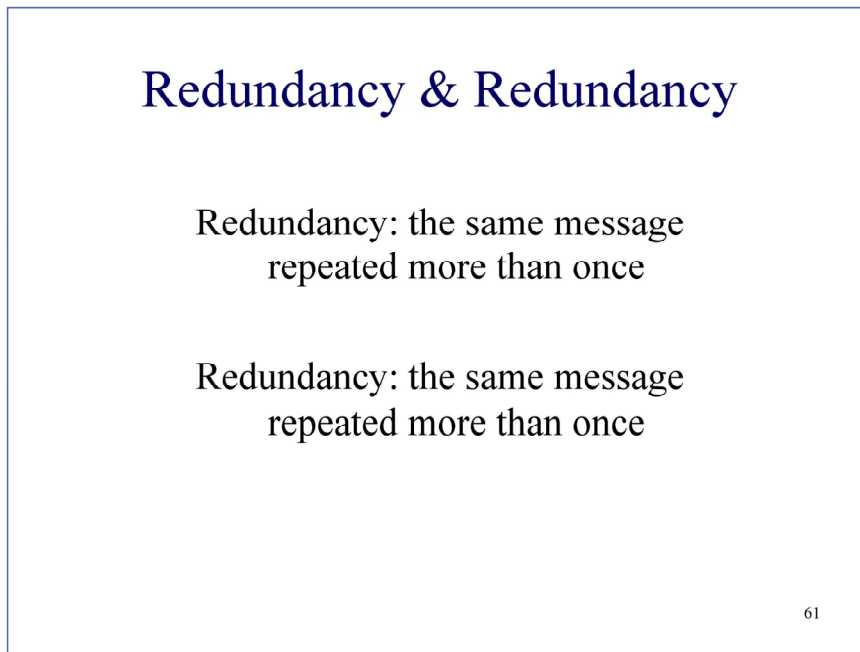 Redundancy & Redundancy
Redundancy: the same message
repeated more than once
Redundancy: the same message
repeated more than once
61